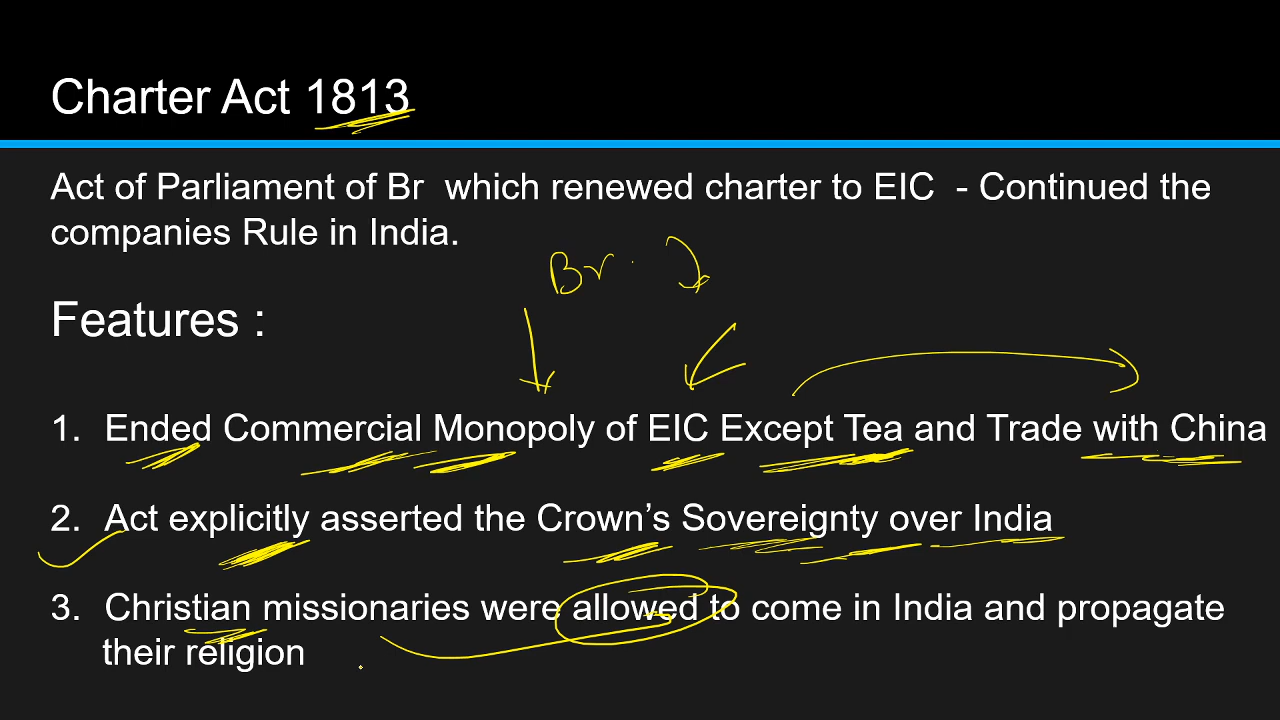 Charter Act 1813
Act of Parliament of Br which renewed charter to EIC - Continued the
companies Rule in India.
Br
Features :
1. Ended Commercial Monopoly of EIC Except Tea and Trade with China
2. Act explicitly asserted the Crown's Sovereignty over India
3. Christian missionaries were allowed to come in India and propagate
their religion